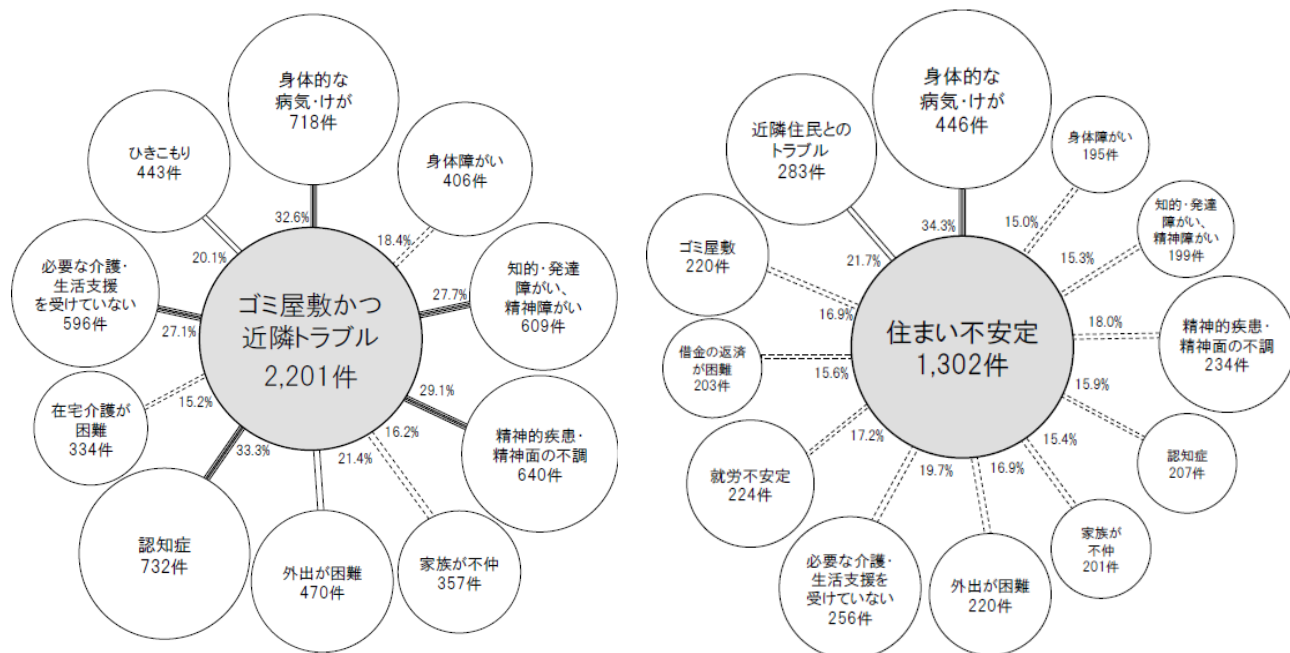 身体的な
病気・けが
718件
身体障がい
406件
知的・発達
障がい、
精神障がい
609件
精神的疾患・
精神面の不調
640件
家族が不仲
357件
外出が困難
470件
認知症
732件
在宅介護が
困難
334件
必要な介護・
生活支援
を受けていない
596件
ひきこもり
443件
32.6%
18.4%
27.7%
29.1%
16.2%
21.4%
33.3%
15.2%
27.1%
20.1%
ゴミ屋敷かつ
近隣トラブル
2,201件
身体的な
病気・けが
446件
身体障がい
195件
知的・発達
障がい、
精神障がい
199件
精神的疾患・
精神面の不調
234件
認知症
207件
家族が
不仲
201件
外出が困難
220件
必要な介護・
生活支援を
受けていない
256件
就労不安定
224件
借金の返済
が困難
203件
ゴミ屋敷
220件
近隣住民との
トラブル
283件
34.3%
15.0%
15.3%
18.0%
15.9%
15.4%
16.9%
19.7%
17.2%
15.6%
16.9%
21.7%
住まい不安定
1,302件